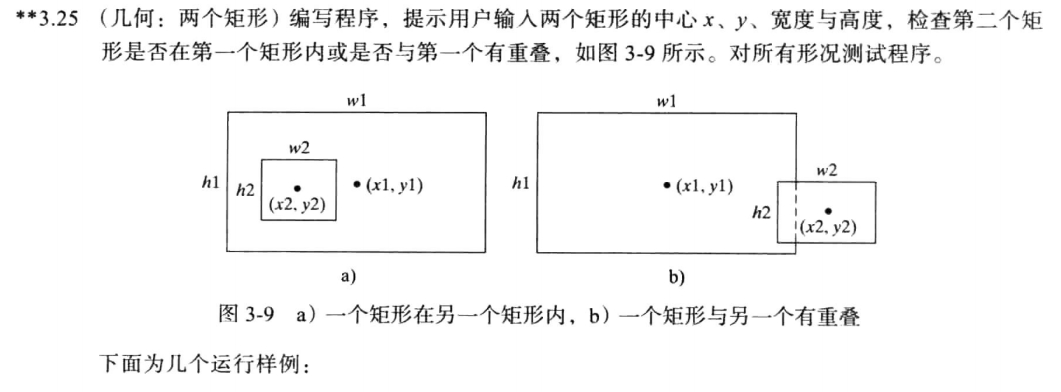 **3.25 （几何：两个矩形）编写程序，提示用户输入两个矩形的中心 x、y、宽度与高度，检查第二个矩
形是否在第一个矩形内或是否与第一个有重叠，如图 3-9 所示。对所有形况测试程序。
w1
w2
h1
h2
(x1, y1)
(x2, y2)
a)
w1
h1
(x1, y1)
w2
h2
(x2, y2)
b)
图 3-9 a）一个矩形在另一个矩形内，b）一个矩形与另一个有重叠
下面为几个运行样例：